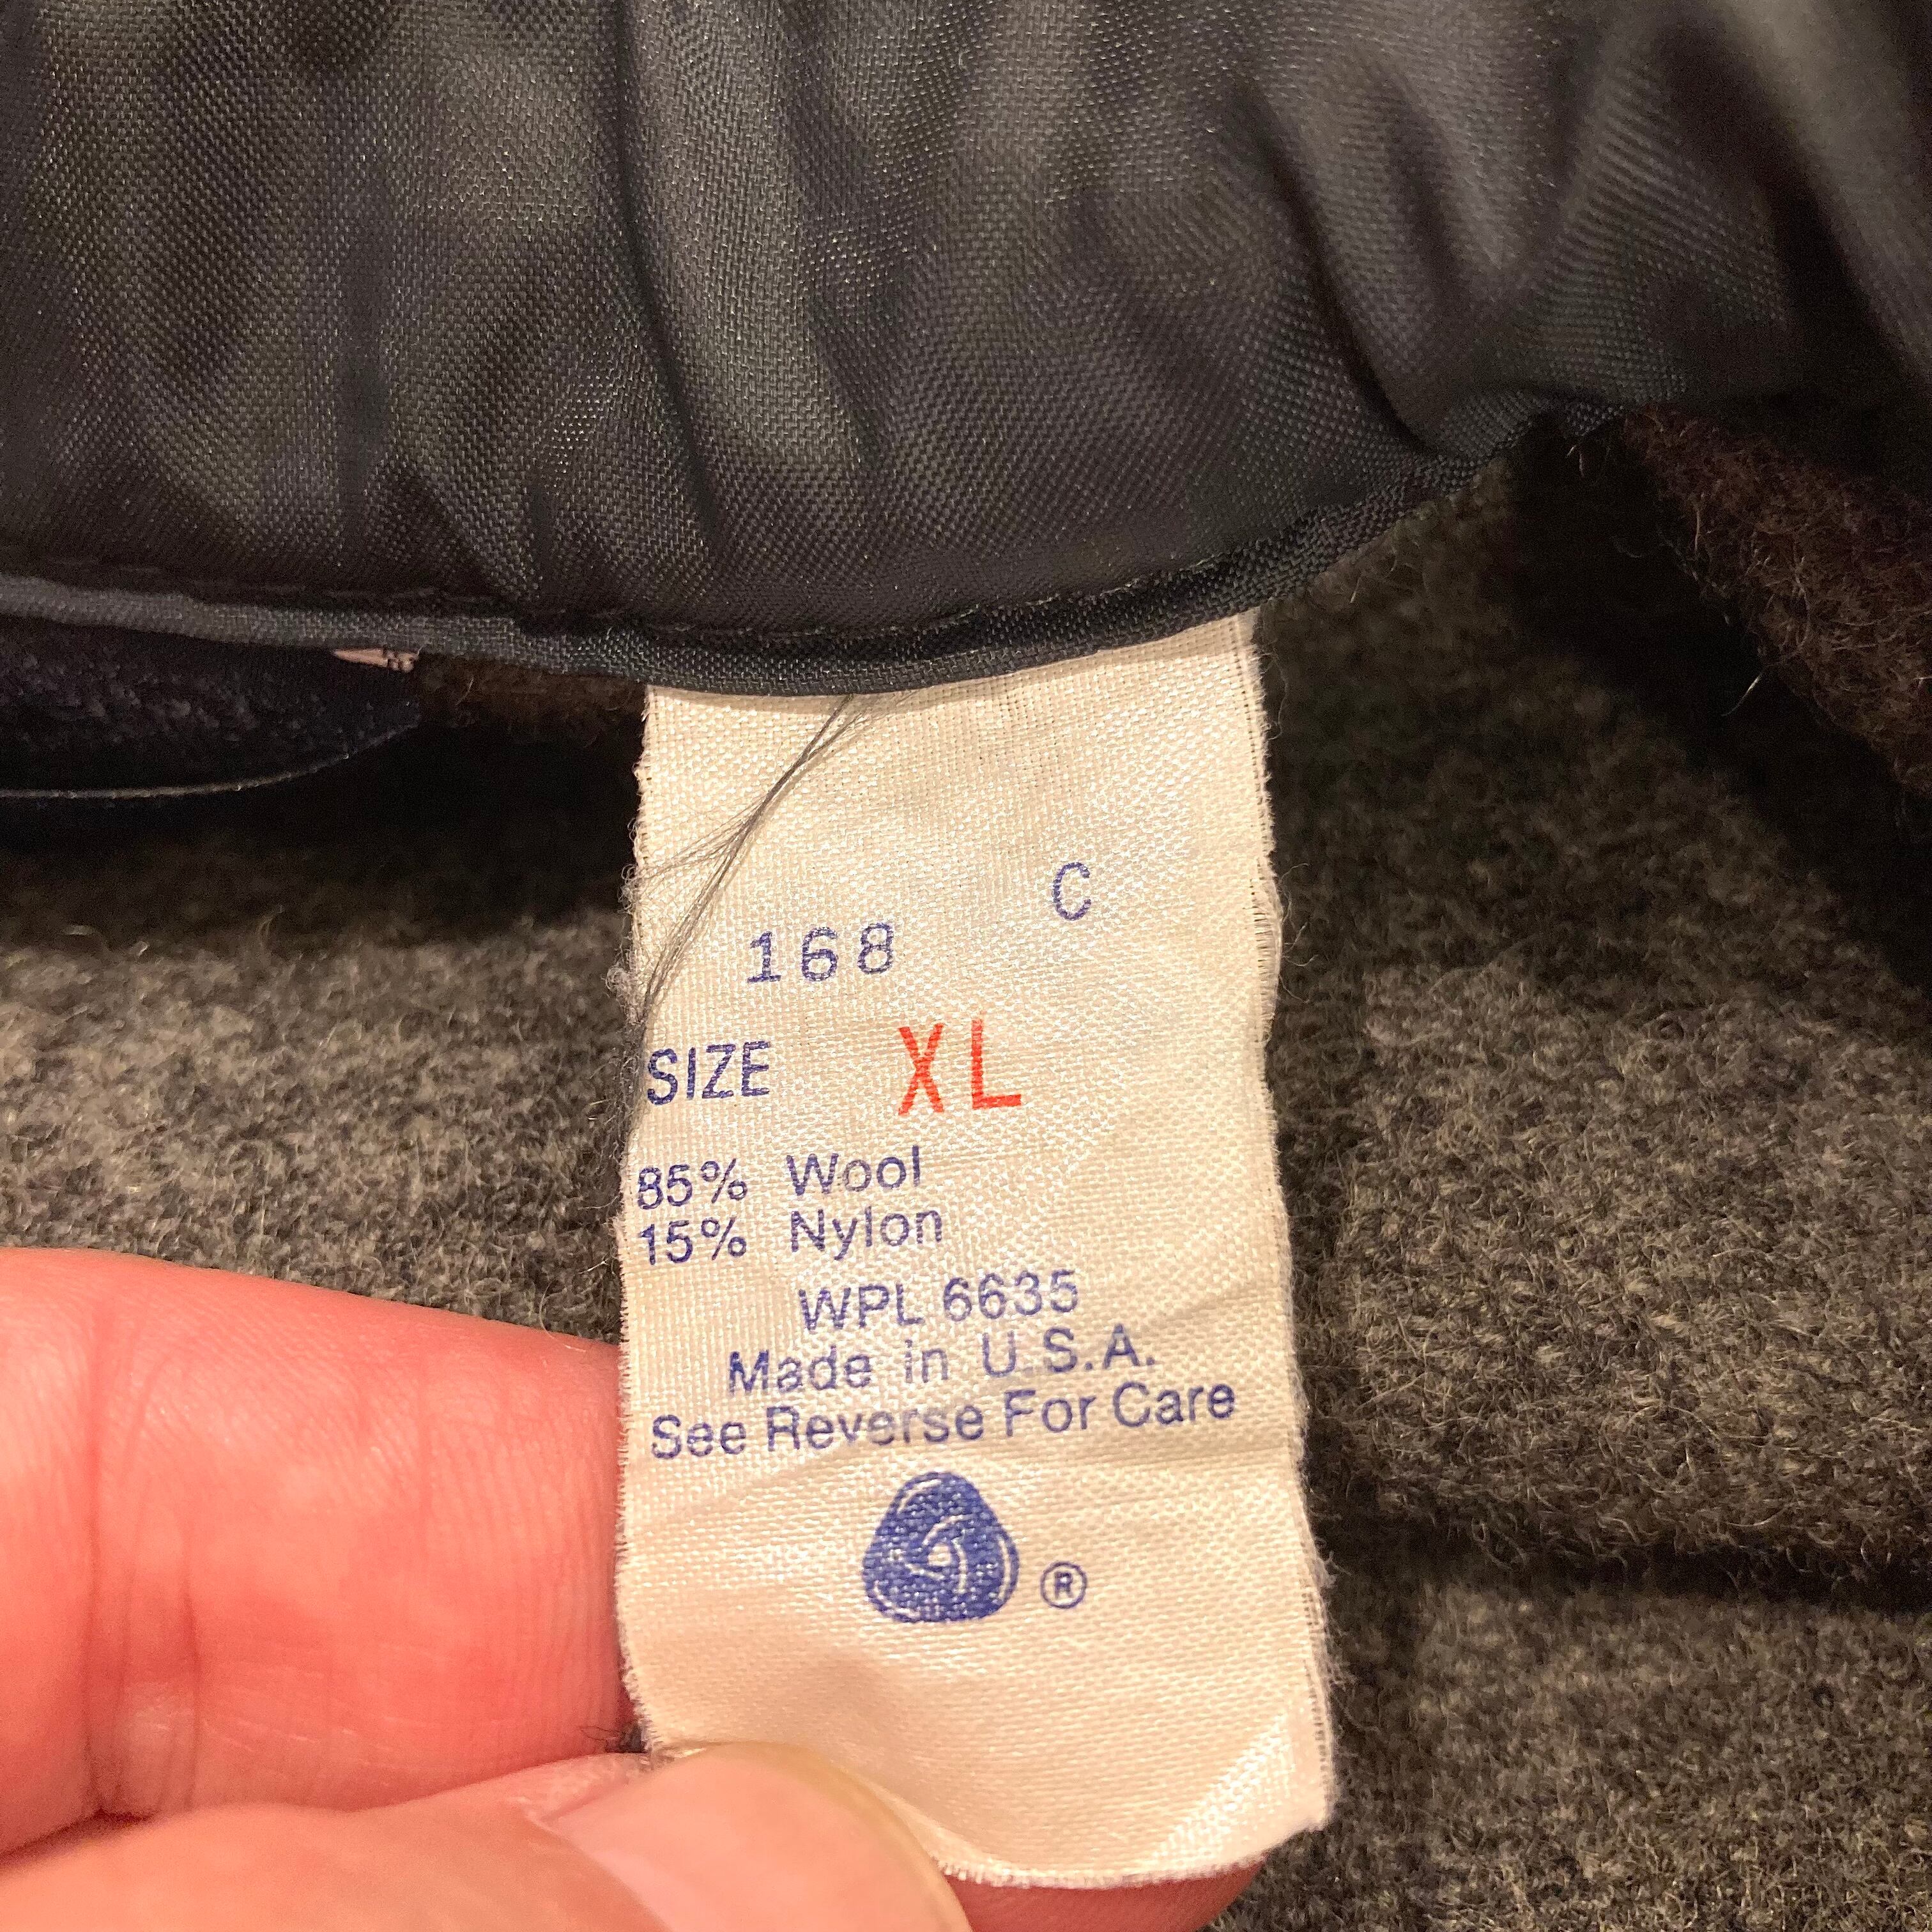 C
168
SIZE XL
85% Wool
15% Nylon
WPL 6635
Made in U.S.A.
See Reverse For Care
®